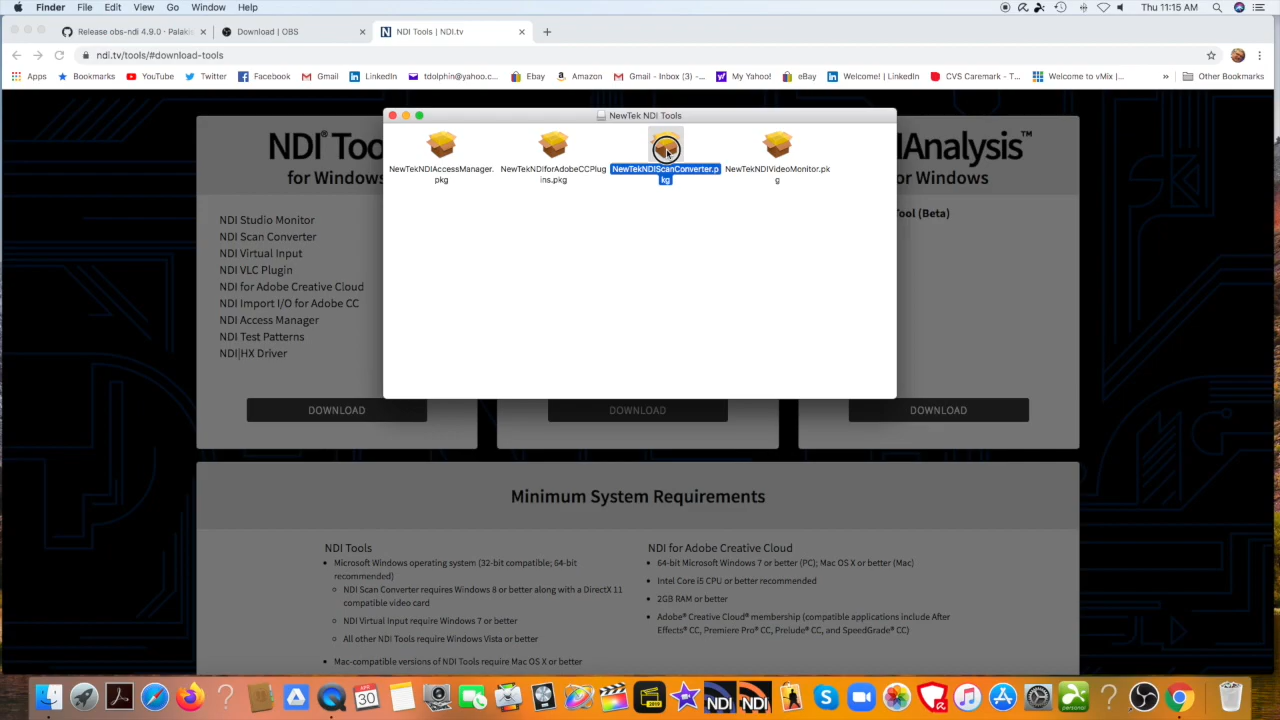 Finder File Edit View Go Window Help
Thu 11:15 AM
Release obs-ndi 4.9.0 · Palakis
Download | OBS
NDI Tools | NDI.tv
ndi.tv/tools/#download-tools
Apps Bookmarks YouTube Twitter Facebook Gmail LinkedIn tdolphin@yahoo.c... Ebay Amazon Gmail - Inbox (3) -... My Yahoo! eBay Welcome! | LinkedIn CVS Caremark - T... Welcome to vMix |... » Other Bookmarks
NewTek NDI Tools
NewTekNDIAccessManager.
pkg
NewTekNDIforAdobeCCPlug
ins.pkg
NewTekNDIScanConverter.p
kg
NewTekNDIVideoMonitor.pk
g
NDI® Tool
for Windows
NDI Studio Monitor
NDI Scan Converter
NDI Virtual Input
NDI VLC Plugin
NDI for Adobe Creative Cloud
NDI Import I/O for Adobe CC
NDI Access Manager
NDI Test Patterns
NDI|HX Driver
DOWNLOAD
DOWNLOAD
Analysis™
Windows
Tool (Beta)
DOWNLOAD
Minimum System Requirements
NDI Tools
• Microsoft Windows operating system (32-bit compatible; 64-bit
recommended)
NDI Scan Converter requires Windows 8 or better along with a DirectX 11
compatible video card
NDI Virtual Input require Windows 7 or better
All other NDI Tools require Windows Vista or better
• Mac-compatible versions of NDI Tools require Mac OS X or better
NDI for Adobe Creative Cloud
• 64-bit Microsoft Windows 7 or better (PC); Mac OS X or better (Mac)
• Intel Core i5 CPU or better recommended
• 2GB RAM or better
• Adobe® Creative Cloud® membership (compatible applications include After
Effects® CC, Premiere Pro® CC, Prelude® CC, and SpeedGrade® CC)
APR
30
2019
NDI
NDI
personal